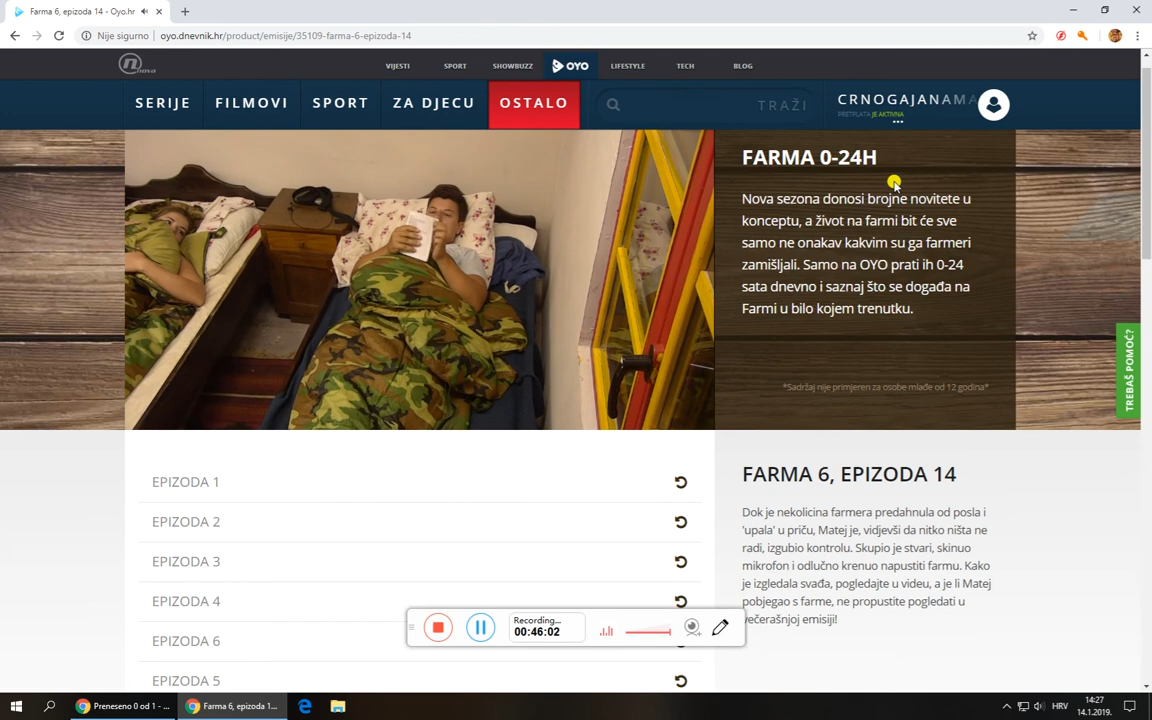 Farma 6, epizoda 14 - Oyo.hr
Nije sigurno
oyo.dnevnik.hr/product/emisije/35109-farma-6-epizoda-14
nova
VIJESTI
SPORT
SHOWBUZZ
OYO
LIFESTYLE
TECH
BLOG
SERIJE
FILMOVI
SPORT
ZA DJECU
OSTALO
TRAŽI
CRNOGAJANAMA
PRETPLATA JE AKTIVNA
FARMA 0-24H
Nova sezona donosi brojne novitete u
konceptu, a život na farmi bit će sve
samo ne onakav kakvim su ga farmeri
zamišljali. Samo na OYO prati ih 0-24
sata dnevno i saznaj što se događa na
Farmi u bilo kojem trenutku.
*Sadržaj nije primjeren za osobe mlađe od 12 godina*
TREBAŠ POMOĆ?
EPIZODA 1
EPIZODA 2
EPIZODA 3
EPIZODA 4
EPIZODA 6
EPIZODA 5
FARMA 6, EPIZODA 14
Dok je nekolicina farmera predahnula od posla i
'upala' u priču, Matej je, vidjevši da nitko ništa ne
radi, izgubio kontrolu. Skupio je stvari, skinuo
mikrofon i odlučno krenuo napustiti farmu. Kako
je izgledala svađa, pogledajte u videu, a je li Matej
pobjegao s farme, ne propustite pogledati u
večerašnjoj emisiji!
Recording...
00:46:02
Preneseno 0 od 1 - ...
Farma 6, epizoda 1...
HRV
14:27
14.1.2019.